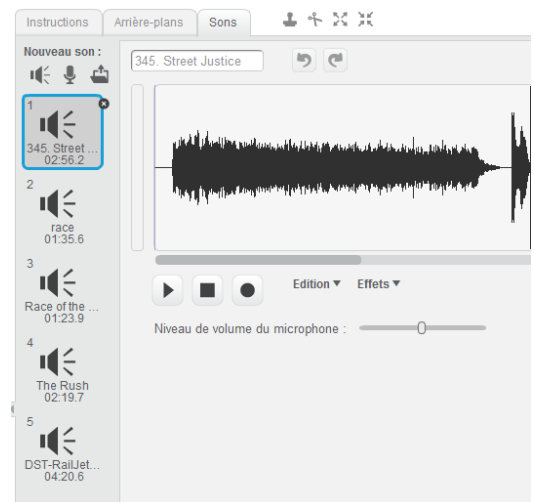 Instructions
Arrière-plans
Sons
Nouveau son :
1
345. Street ...
02:56.2
2
race
01:35.6
3
Race of the ...
01:23.9
4
The Rush
02:19.7
5
DST-RailJet...
04:20.6
345. Street Justice
Edition
Effets
Niveau de volume du microphone :